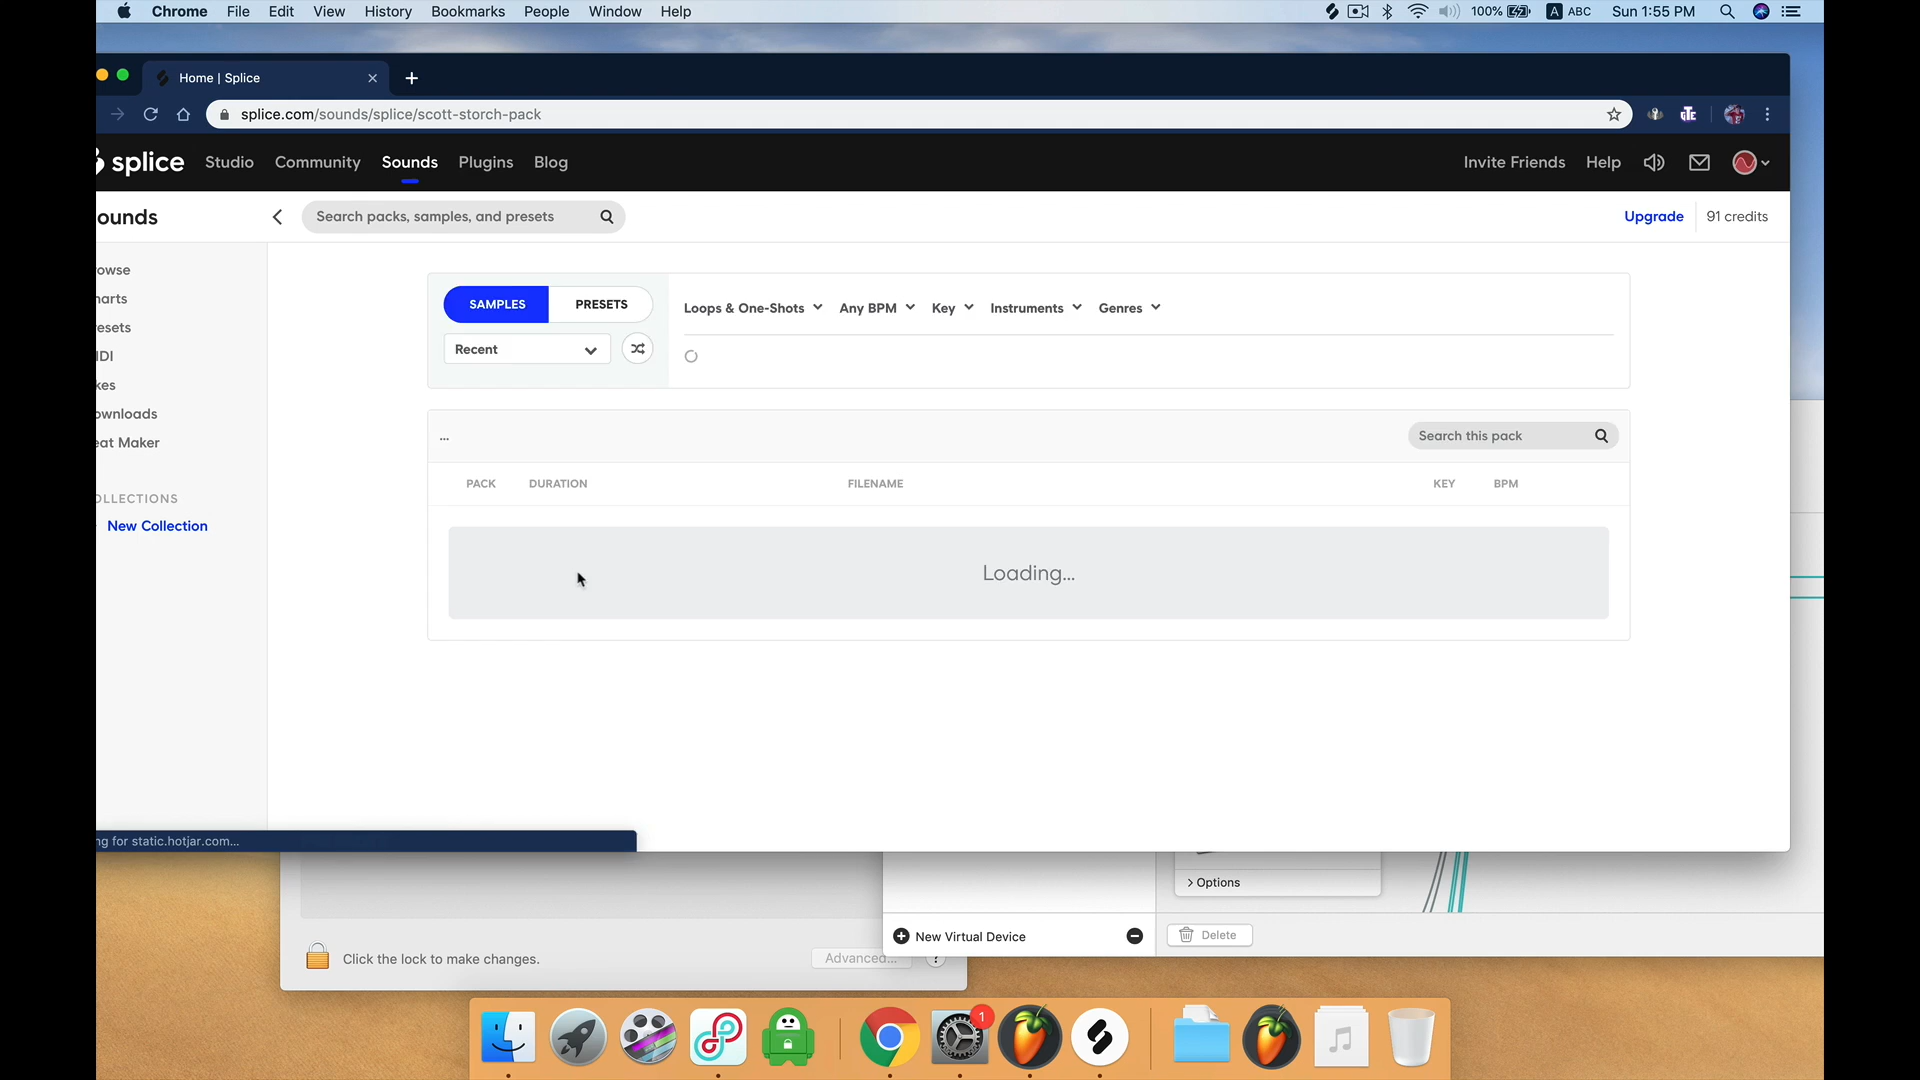 Chrome File Edit View History Bookmarks People Window Help 100% A ABC Sun 1:55 PM
Home | Splice
splice.com/sounds/splice/scott-storch-pack
splice Studio Community Sounds Plugins Blog Invite Friends Help
ounds Search packs, samples, and presets Upgrade 91 credits
owse
harts
esets
IDI
kes
ownloads
eat Maker
OLLECTIONS
New Collection
SAMPLES PRESETS Loops & One-Shots Any BPM Key Instruments Genres
Recent
... Search this pack
PACK DURATION FILENAME KEY BPM
Loading...
ng for static.hotjar.com...
Options
New Virtual Device Delete
Click the lock to make changes. Advanced... ?
1